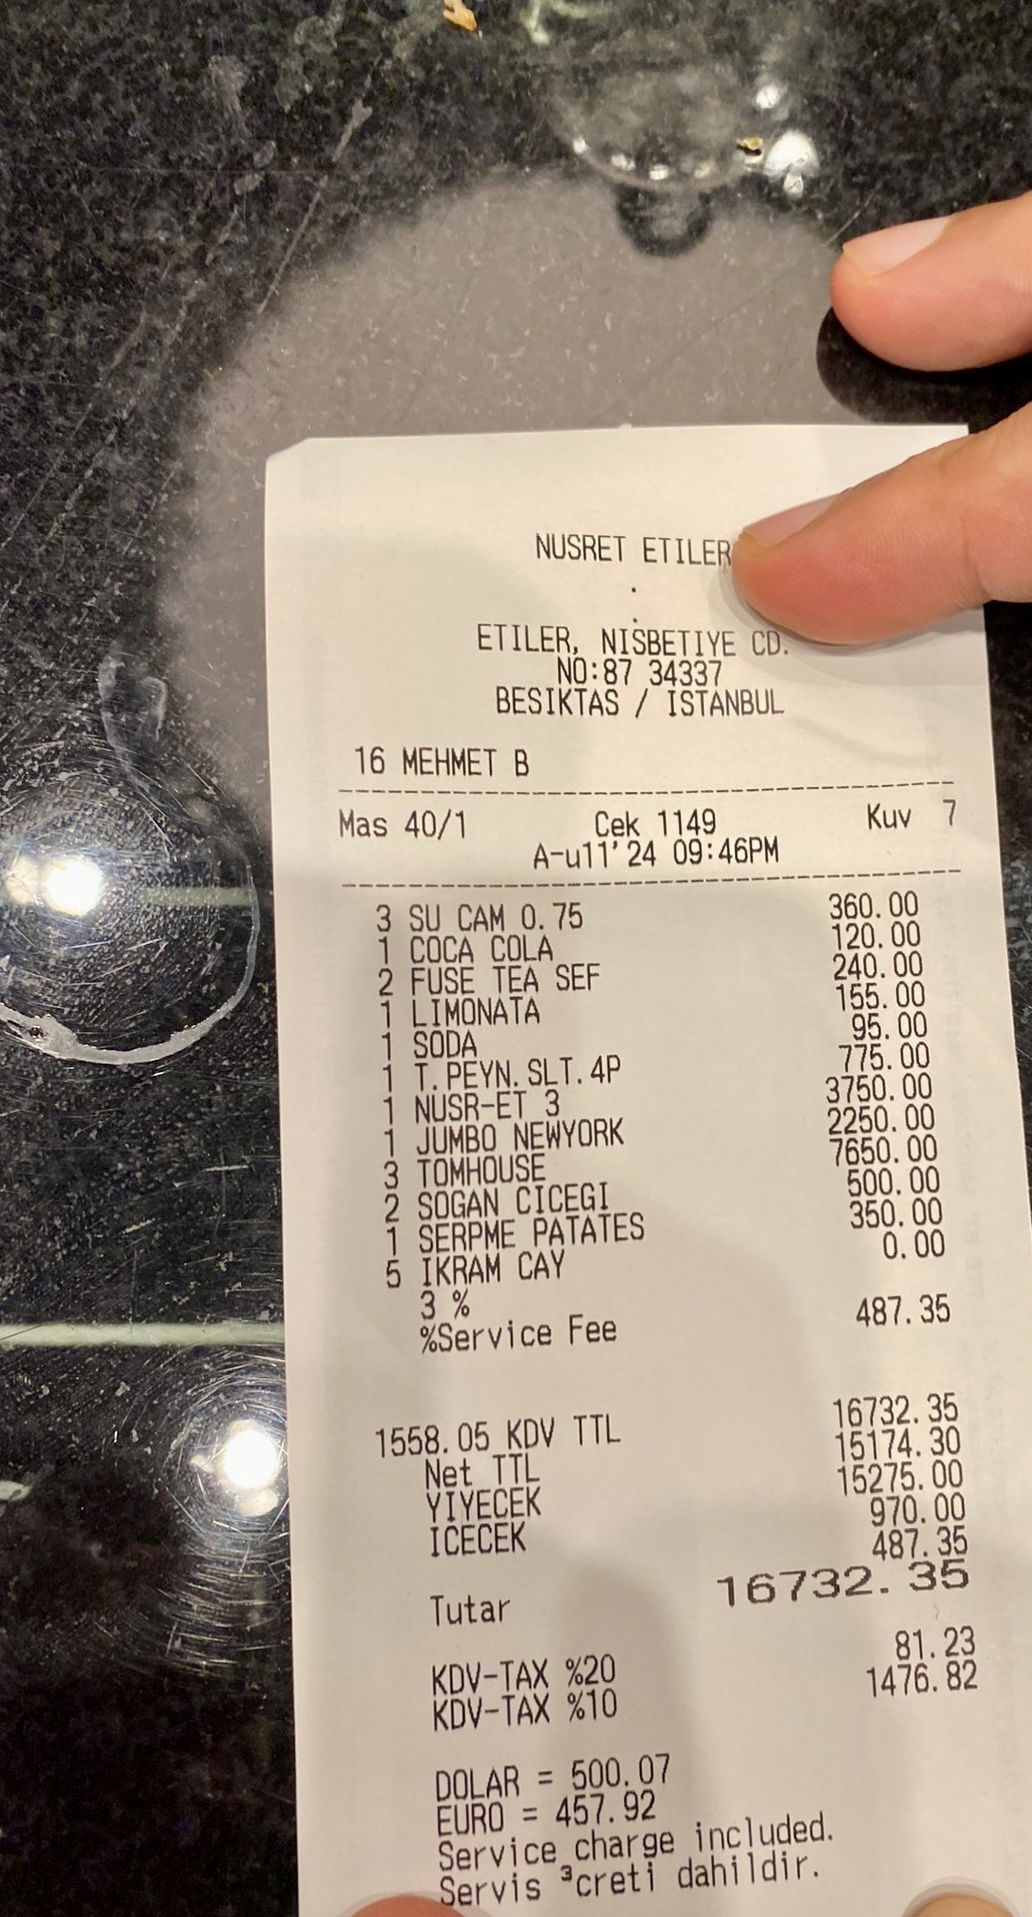 NUSRET ETILER
.
.
ETILER, NISBETIYE CD.
NO:87 34337
BESIKTAS / ISTANBUL
16 MEHMET B
Mas 40/1 Cek 1149 Kuv 7
A-u11'24 09:46PM
3 SU CAM 0.75 360.00
1 COCA COLA 120.00
2 FUSE TEA SEF 240.00
1 LIMONATA 155.00
1 SODA 95.00
1 T.PEYN.SLT.4P 775.00
1 NUSR-ET 3 3750.00
1 JUMBO NEWYORK 2250.00
3 TOMHOUSE 7650.00
2 SOGAN CICEGI 500.00
1 SERPME PATATES 350.00
5 IKRAM CAY 0.00
3 %
%Service Fee 487.35
1558.05 KDV TTL 16732.35
Net TTL 15174.30
YIYECEK 15275.00
ICECEK 970.00
487.35
Tutar 16732.35
KDV-TAX %20 81.23
KDV-TAX %10 1476.82
DOLAR = 500.07
EURO = 457.92
Service charge included.
Servis ³creti dahildir.